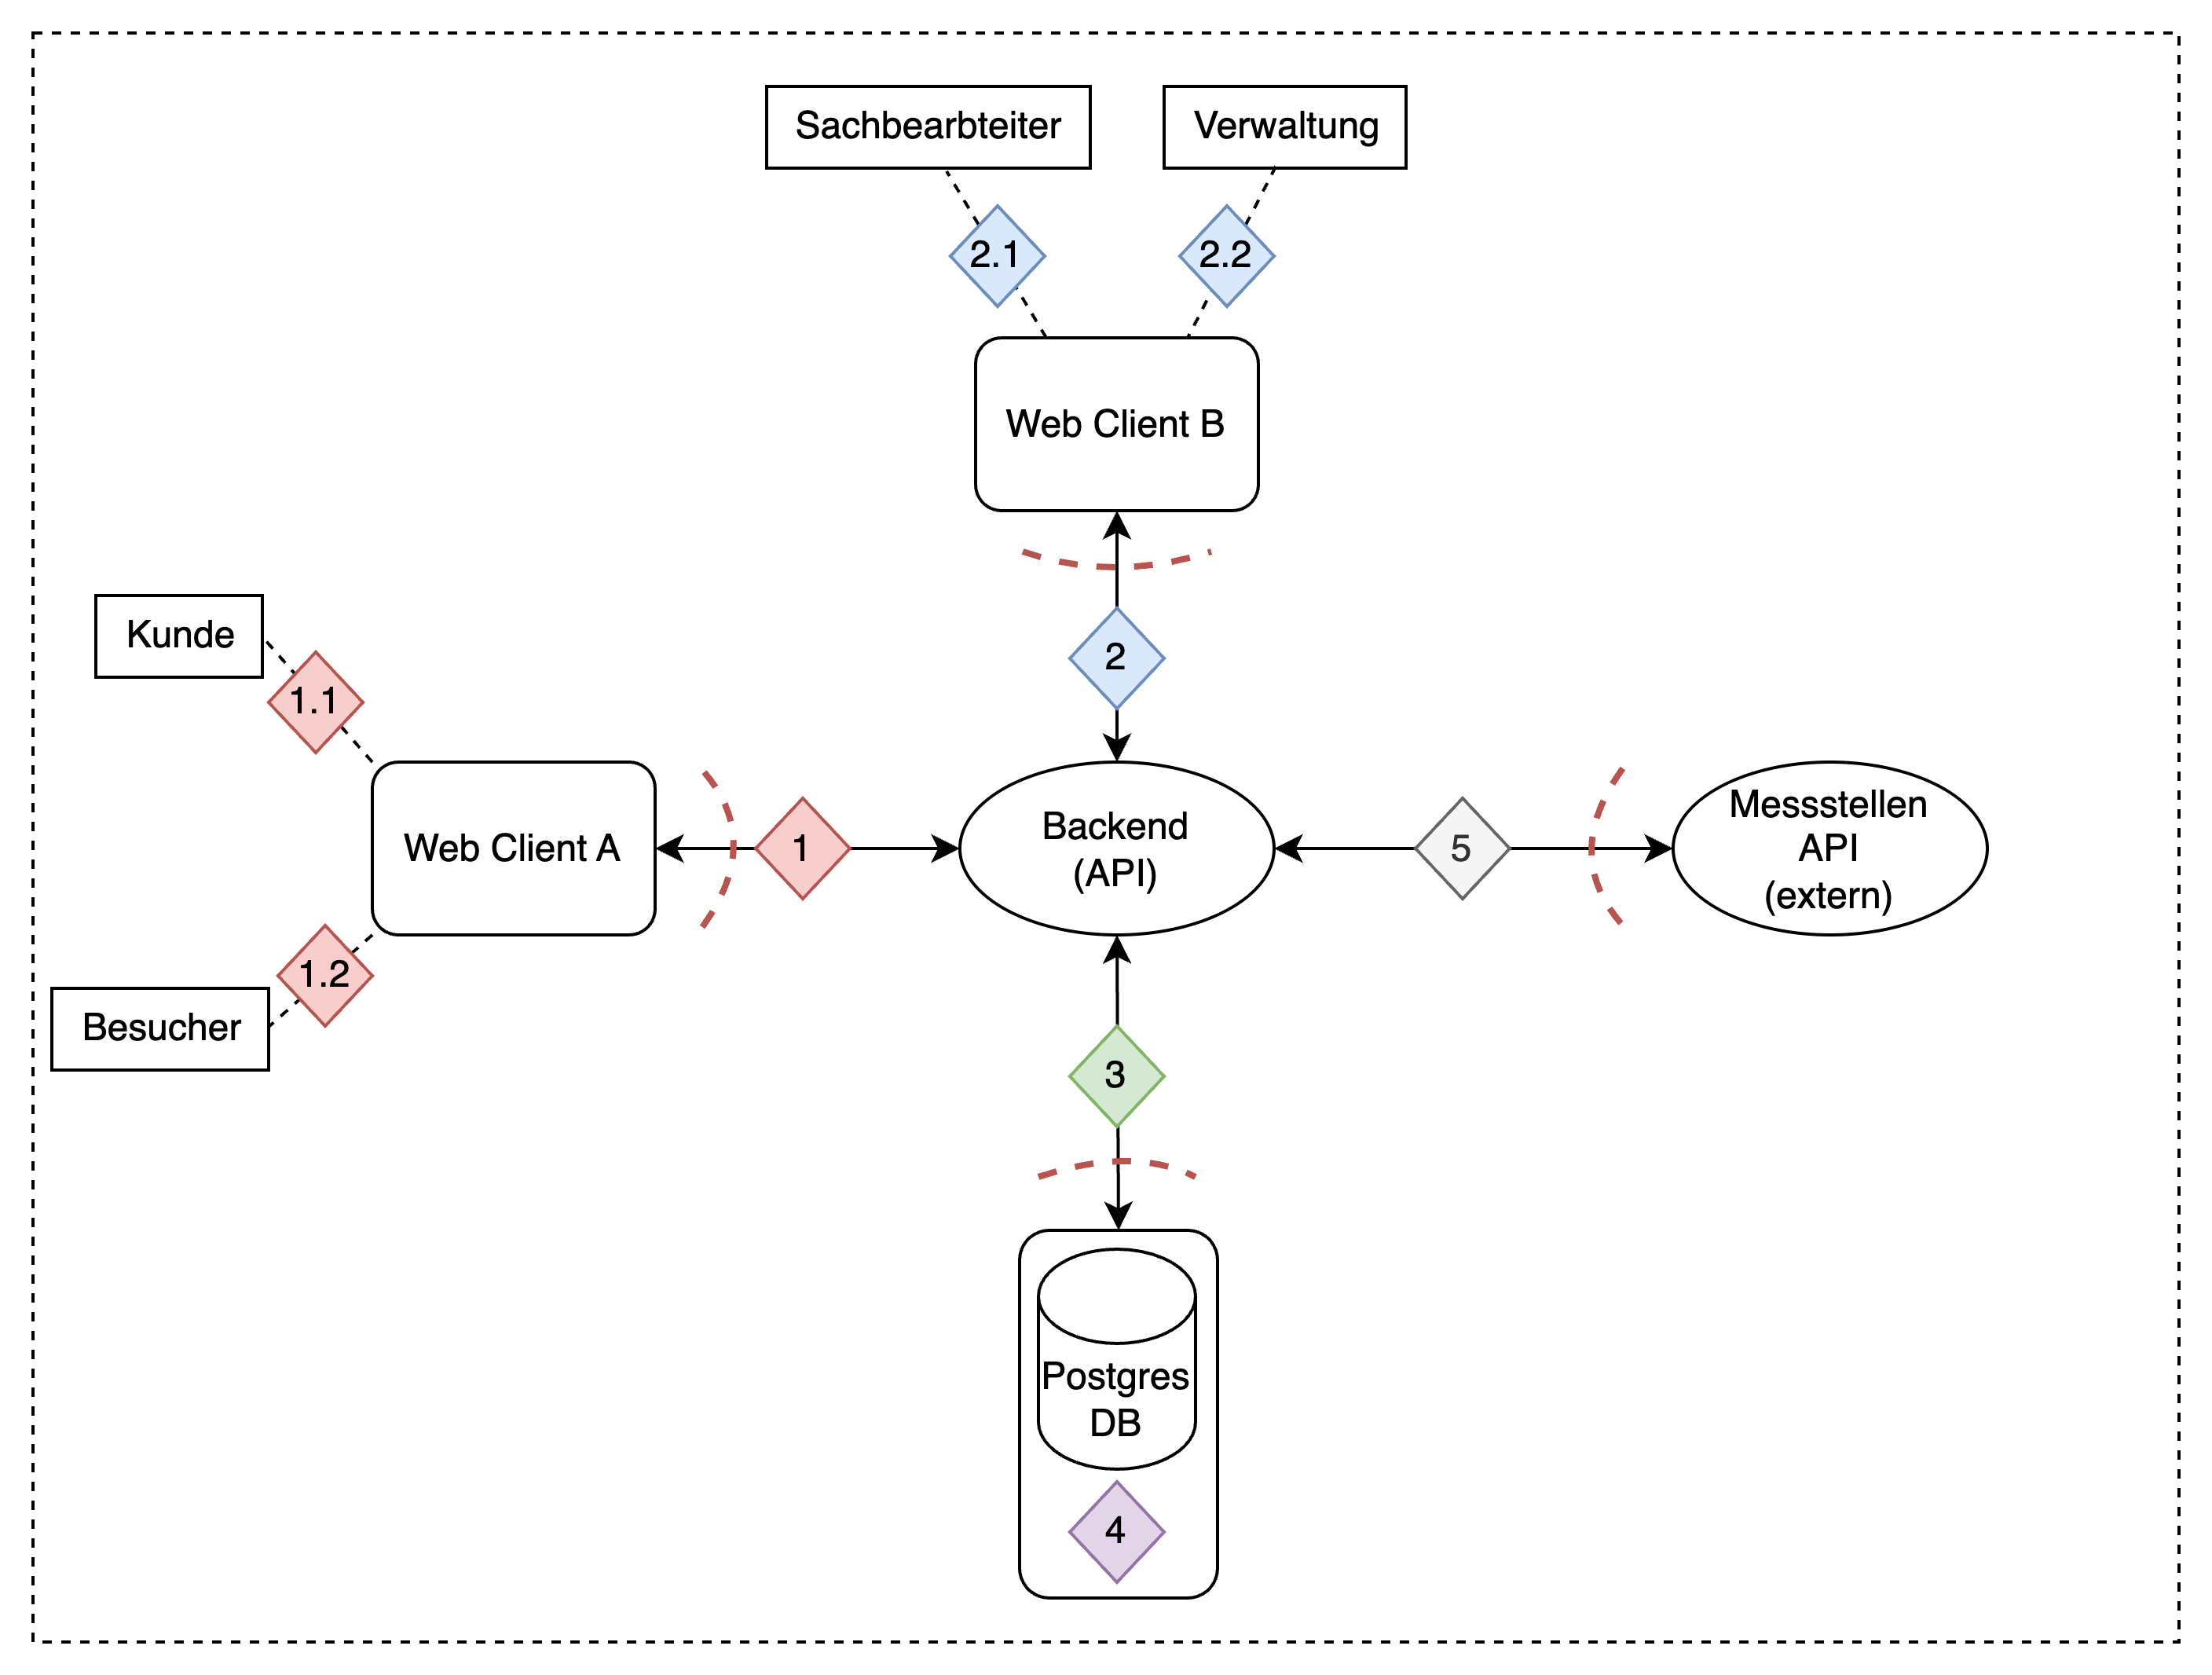 Sachbearbteiter
Verwaltung
2.1
2.2
Web Client B
2
Kunde
1.1
Web Client A
1
Backend
(API)
5
Messstellen
API
(extern)
1.2
Besucher
3
Postgres
DB
4